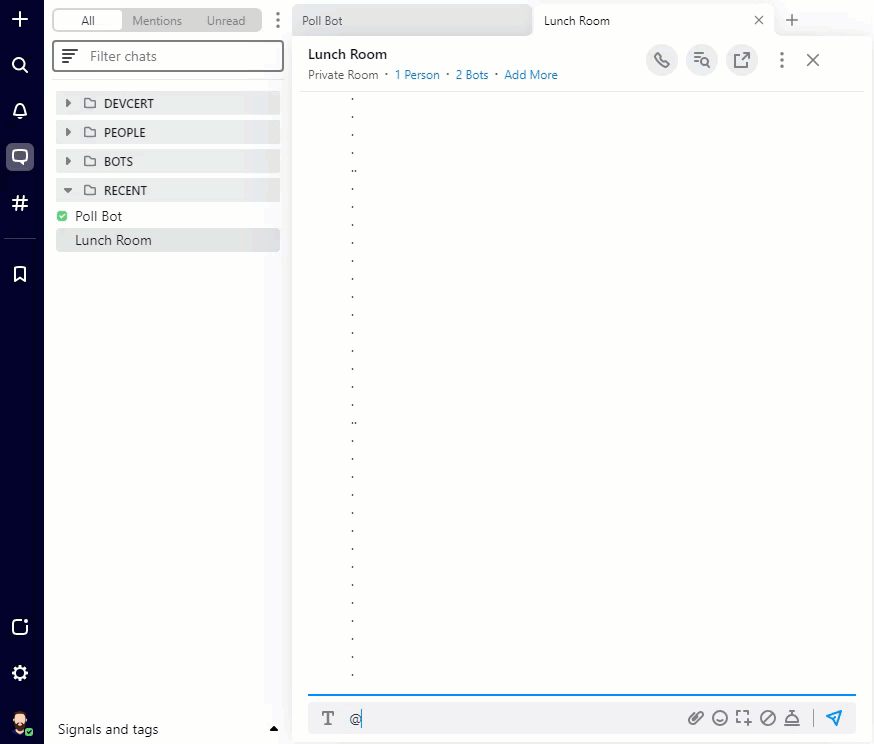 All Mentions Unread
Filter chats
DEVCERT
PEOPLE
BOTS
RECENT
Poll Bot
Lunch Room
Signals and tags
Poll Bot
Lunch Room
Lunch Room
Private Room · 1 Person · 2 Bots · Add More
.
.
.
.
..
.
.
.
.
.
.
.
.
.
.
.
.
.
..
.
.
.
.
.
.
.
.
.
.
.
.
.
.
T @